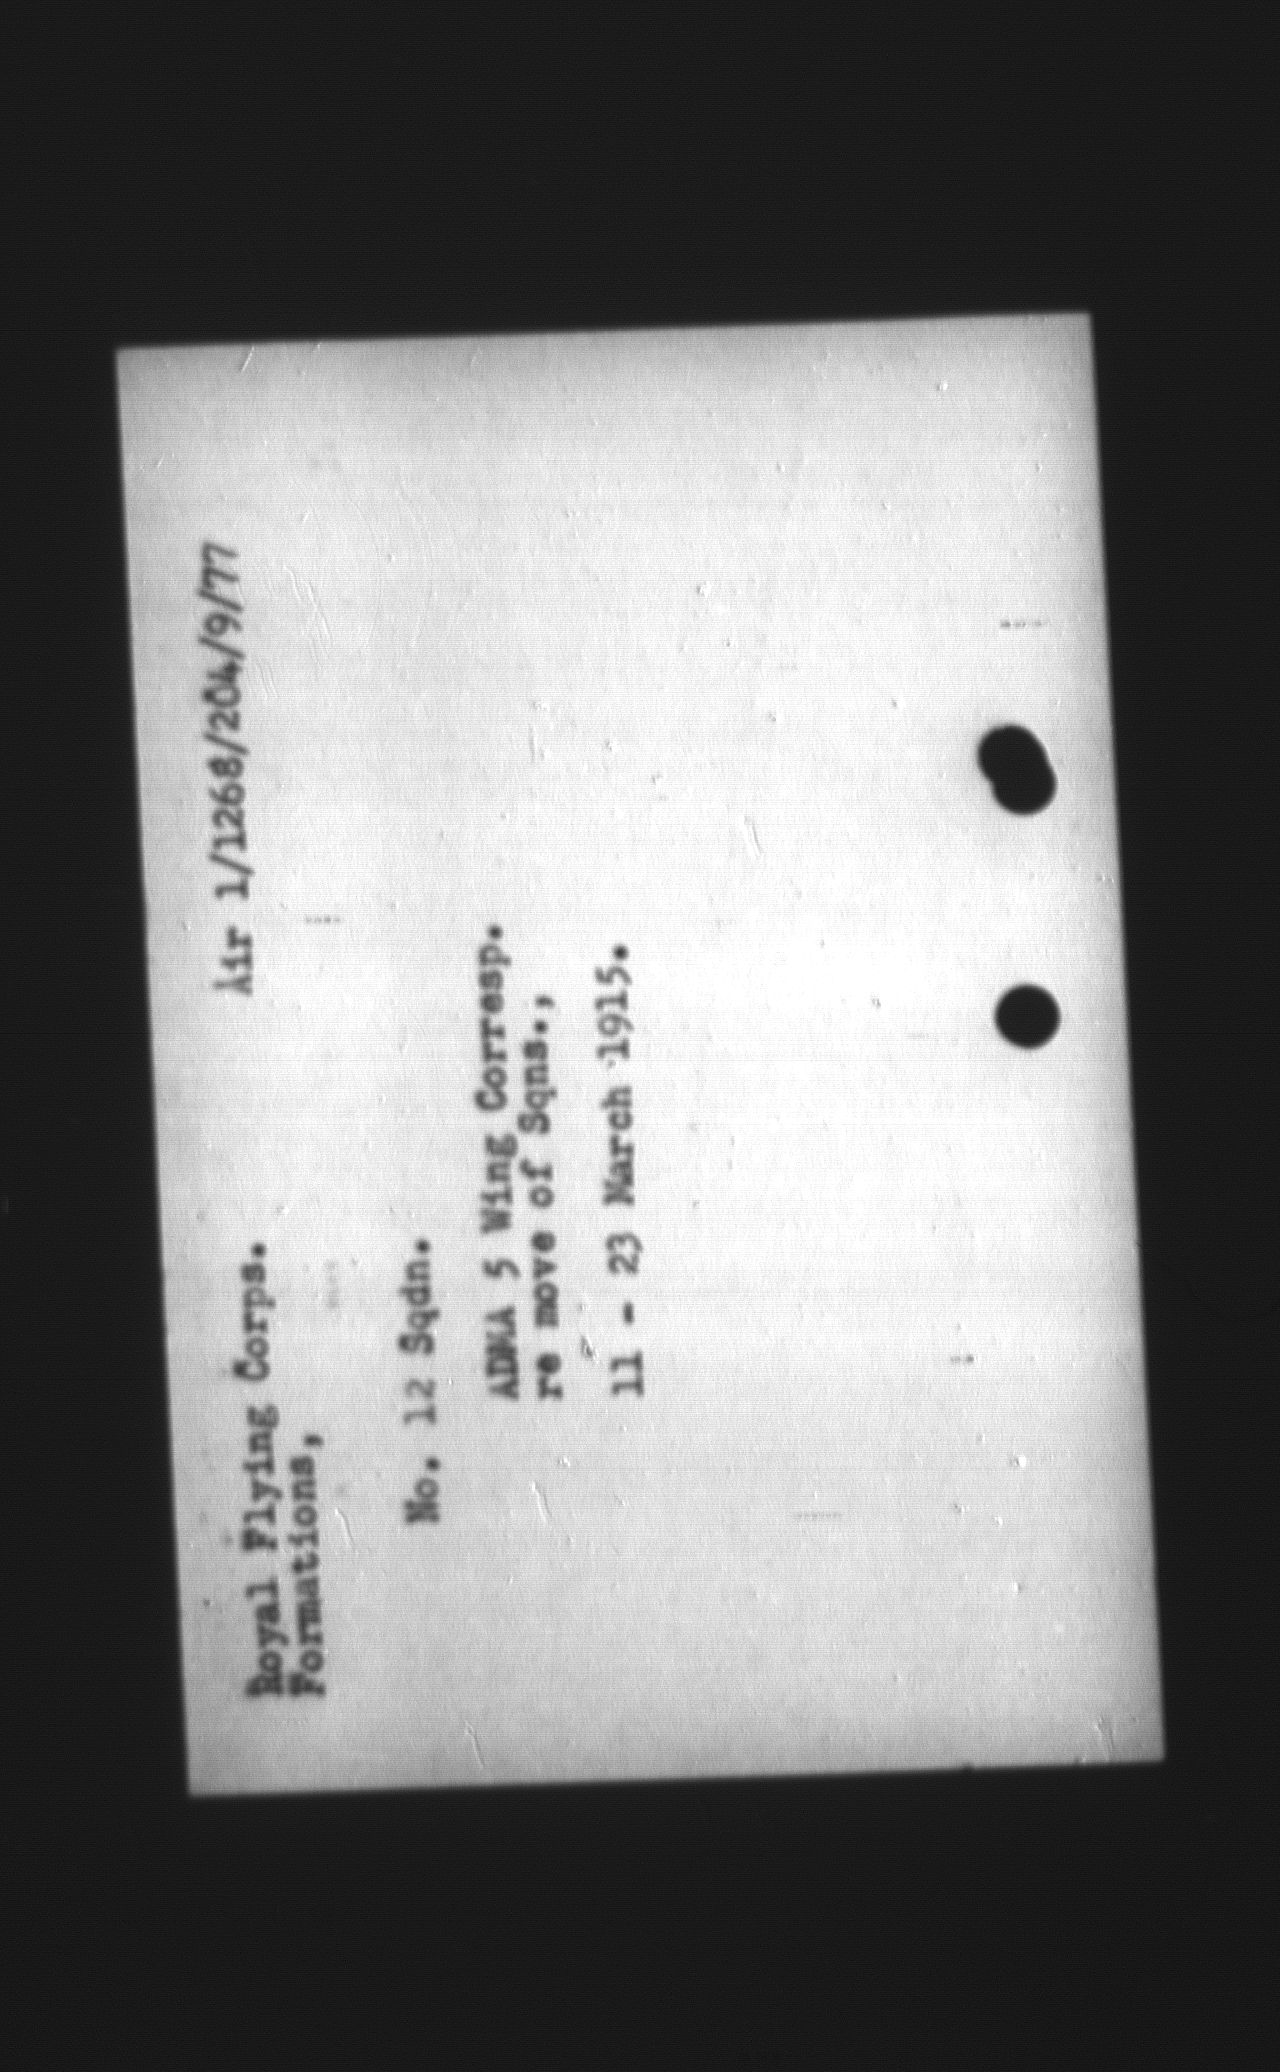 Royal Flying Corps. Air 1/1268/204/9/77
Formations,
No. 12 Sqdn.
ADMA 5 Wing Corresp.
re move of Sqns.,
11 - 23 March 1915.